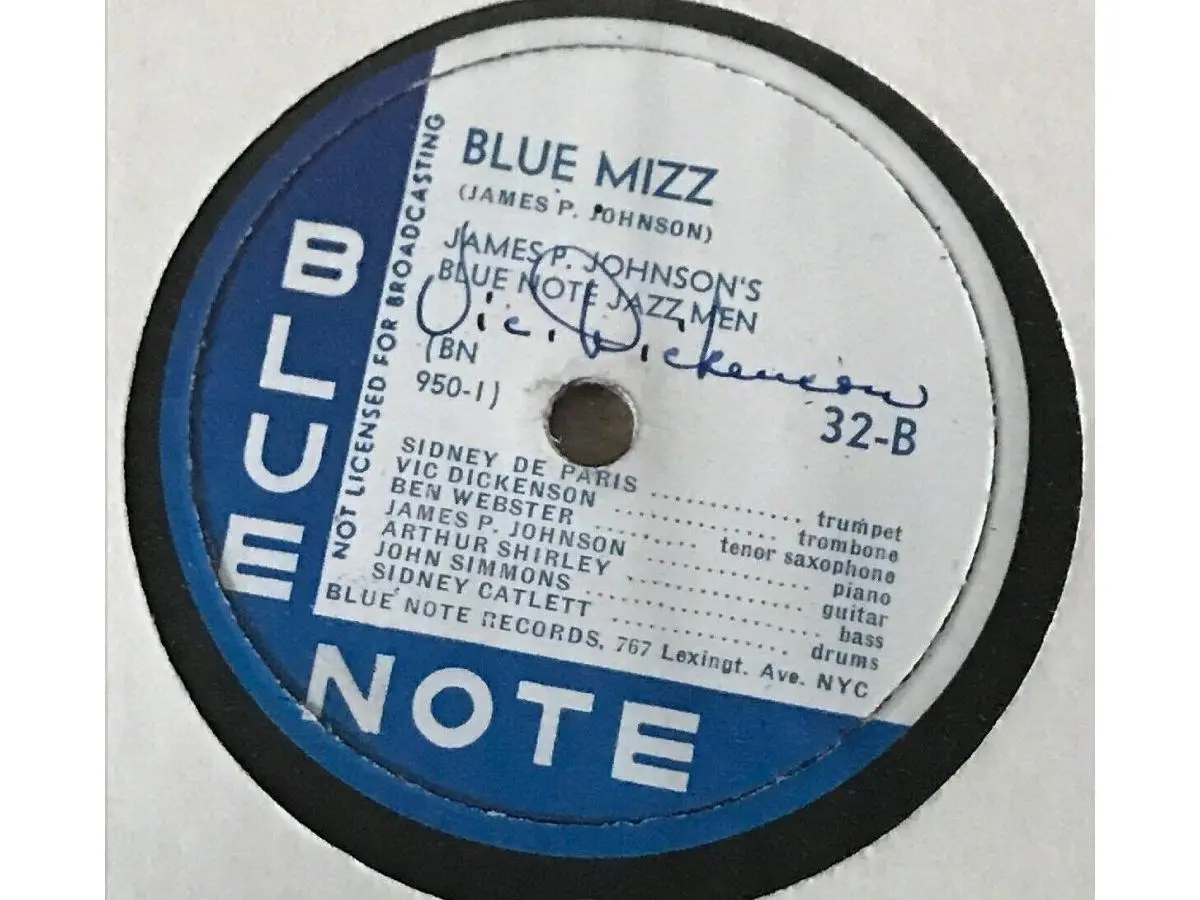 BLUE MIZZ
(JAMES P. JOHNSON)
JAMES P. JOHNSON'S
BLUE NOTE JAZZ MEN
Vic. Dickenson
(BN
950-1)
32-B
SIDNEY DE PARIS .............. trumpet
VIC DICKENSON .............. trombone
BEN WEBSTER ........ tenor saxophone
JAMES P. JOHNSON .............. piano
ARTHUR SHIRLEY .............. guitar
JOHN SIMMONS .................. bass
SIDNEY CATLETT .............. drums
BLUE NOTE RECORDS, 767 Lexingt. Ave. NYC
NOT LICENSED FOR BROADCASTING
BLUE
NOTE